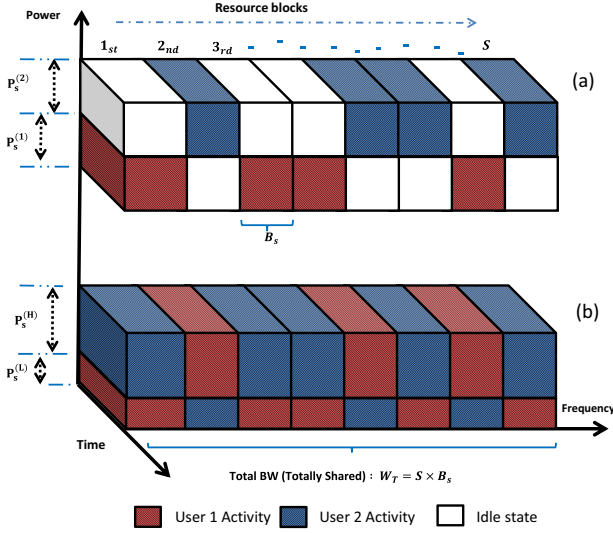 Power
Resource blocks
1st 2nd 3rd S
(a)
Ps(2)
Ps(1)
Bs
(b)
Ps(H)
Ps(L)
Frequency
Time
Total BW (Totally Shared) : WT = S × Bs
User 1 Activity User 2 Activity Idle state